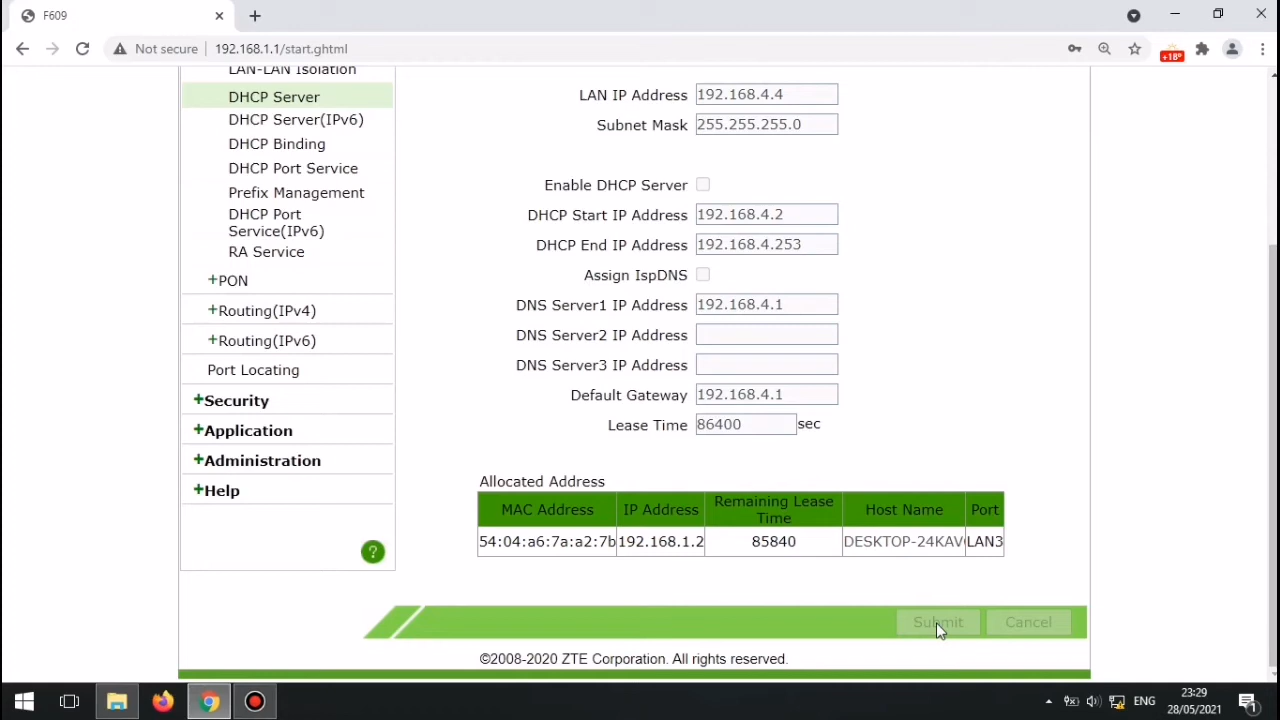 F609
Not secure
192.168.1.1/start.ghtml
+18°
LAN-LAN Isolation
DHCP Server
DHCP Server(IPv6)
DHCP Binding
DHCP Port Service
Prefix Management
DHCP Port
Service(IPv6)
RA Service
+PON
+Routing(IPv4)
+Routing(IPv6)
Port Locating
+Security
+Application
+Administration
+Help
?
LAN IP Address 192.168.4.4
Subnet Mask 255.255.255.0
Enable DHCP Server
DHCP Start IP Address 192.168.4.2
DHCP End IP Address 192.168.4.253
Assign IspDNS
DNS Server1 IP Address 192.168.4.1
DNS Server2 IP Address
DNS Server3 IP Address
Default Gateway 192.168.4.1
Lease Time 86400 sec
Allocated Address
MAC Address IP Address Remaining Lease Time Host Name Port
54:04:a6:7a:a2:7b 192.168.1.2 85840 DESKTOP-24KAV LAN3
Submit Cancel
©2008-2020 ZTE Corporation. All rights reserved.
ENG
23:29
28/05/2021
1